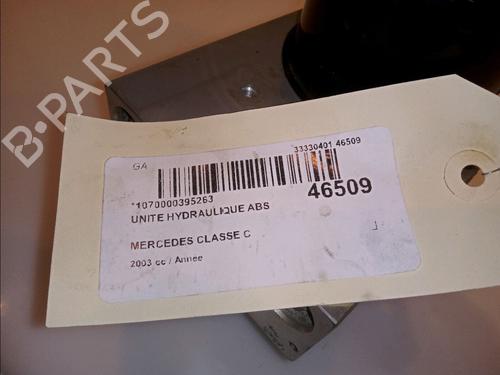 B-PARTS
GA
33330401 46509
*1070000395263
46509
UNITE HYDRAULIQUE ABS
MERCEDES CLASSE C
2003 cc / Annee